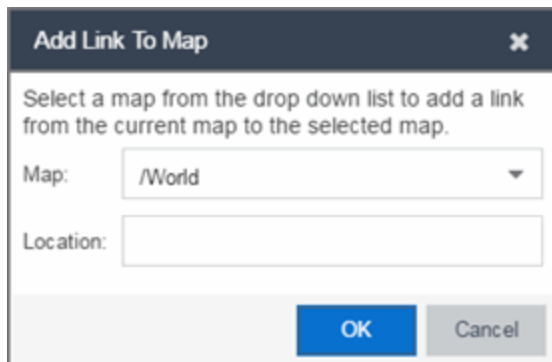 Add Link To Map
Select a map from the drop down list to add a link
from the current map to the selected map.
Map: /World
Location:
OK Cancel